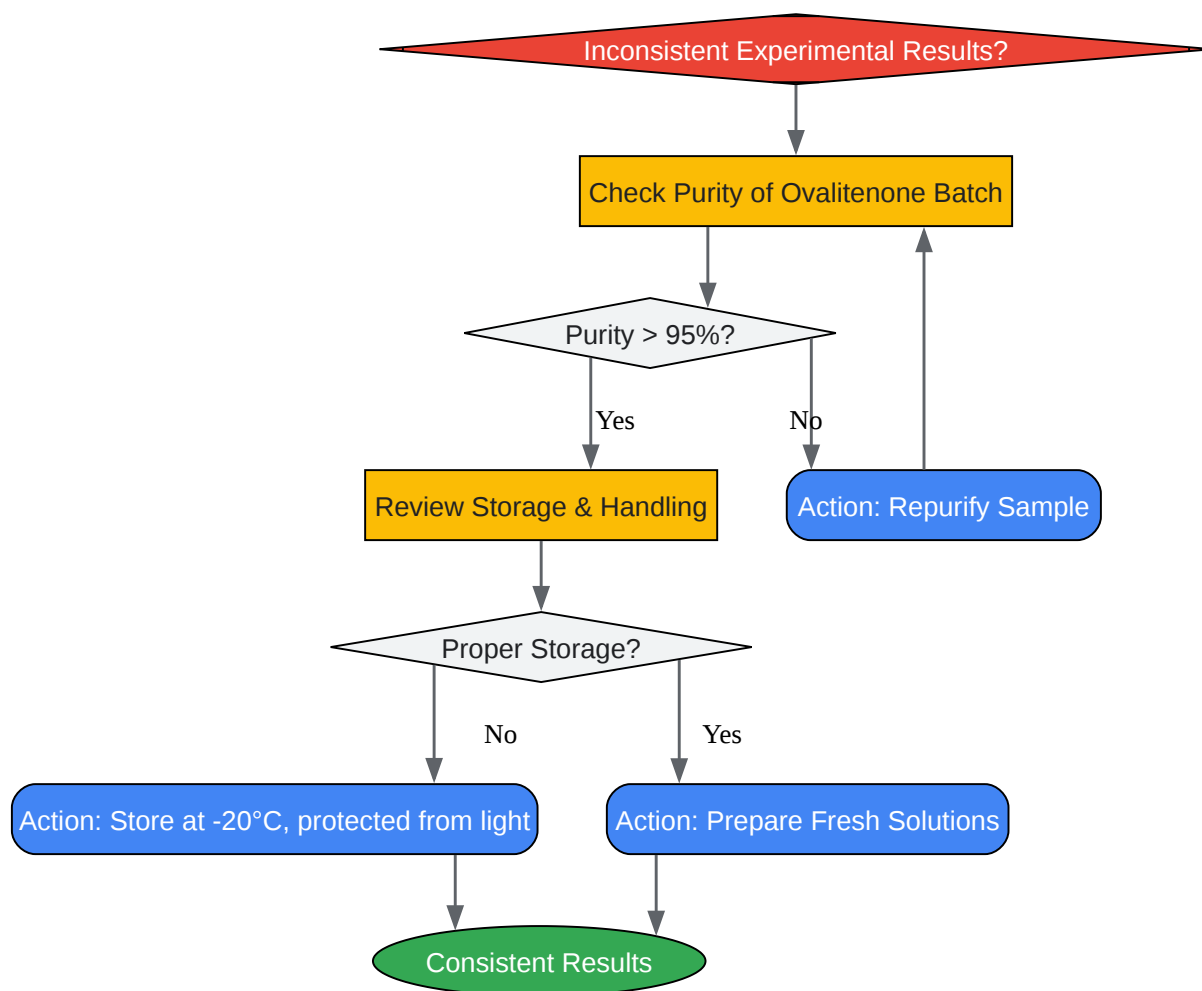 Inconsistent Experimental Results?
Check Purity of Ovalitenone Batch
Purity > 95%?
Yes
No
Review Storage & Handling
Action: Repurify Sample
Proper Storage?
No
Yes
Action: Store at -20°C, protected from light
Action: Prepare Fresh Solutions
Consistent Results